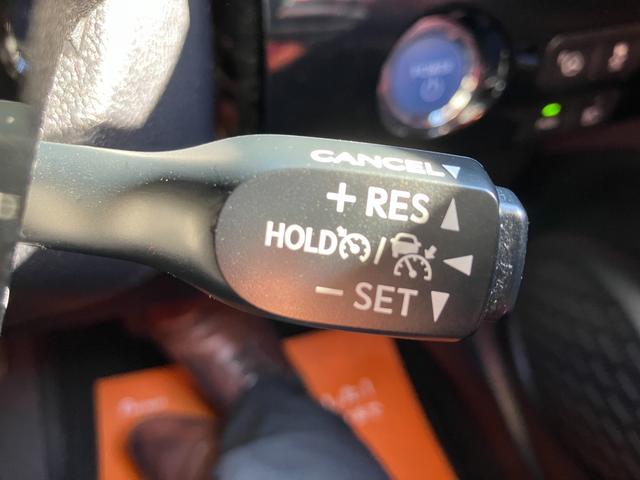 CANCEL
+ RES
HOLD /
− SET